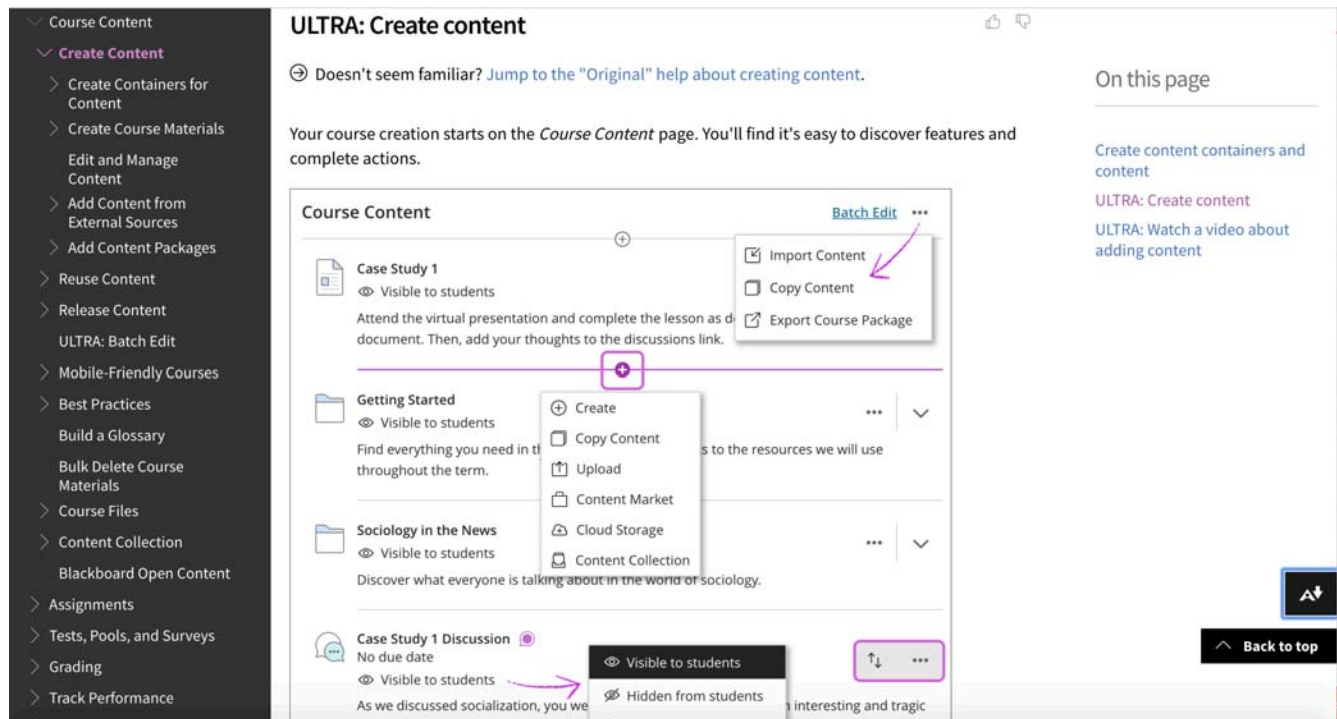 Course Content
Create Content
Create Containers for
Content
Create Course Materials
Edit and Manage
Content
Add Content from
External Sources
Add Content Packages
Reuse Content
Release Content
ULTRA: Batch Edit
Mobile-Friendly Courses
Best Practices
Build a Glossary
Bulk Delete Course
Materials
Course Files
Content Collection
Blackboard Open Content
Assignments
Tests, Pools, and Surveys
Grading
Track Performance
ULTRA: Create content
Doesn't seem familiar? Jump to the "Original" help about creating content.
Your course creation starts on the Course Content page. You'll find it's easy to discover features and
complete actions.
Course Content
Batch Edit
Import Content
Copy Content
Export Course Package
Case Study 1
Visible to students
Attend the virtual presentation and complete the lesson as d
document. Then, add your thoughts to the discussions link.
Getting Started
Visible to students
Find everything you need in th
s to the resources we will use
throughout the term.
Create
Copy Content
Upload
Content Market
Cloud Storage
Content Collection
Sociology in the News
Visible to students
Discover what everyone is talking about in the world of sociology.
Case Study 1 Discussion
No due date
Visible to students
As we discussed socialization, you we
interesting and tragic
Visible to students
Hidden from students
On this page
Create content containers and
content
ULTRA: Create content
ULTRA: Watch a video about
adding content
A
Back to top